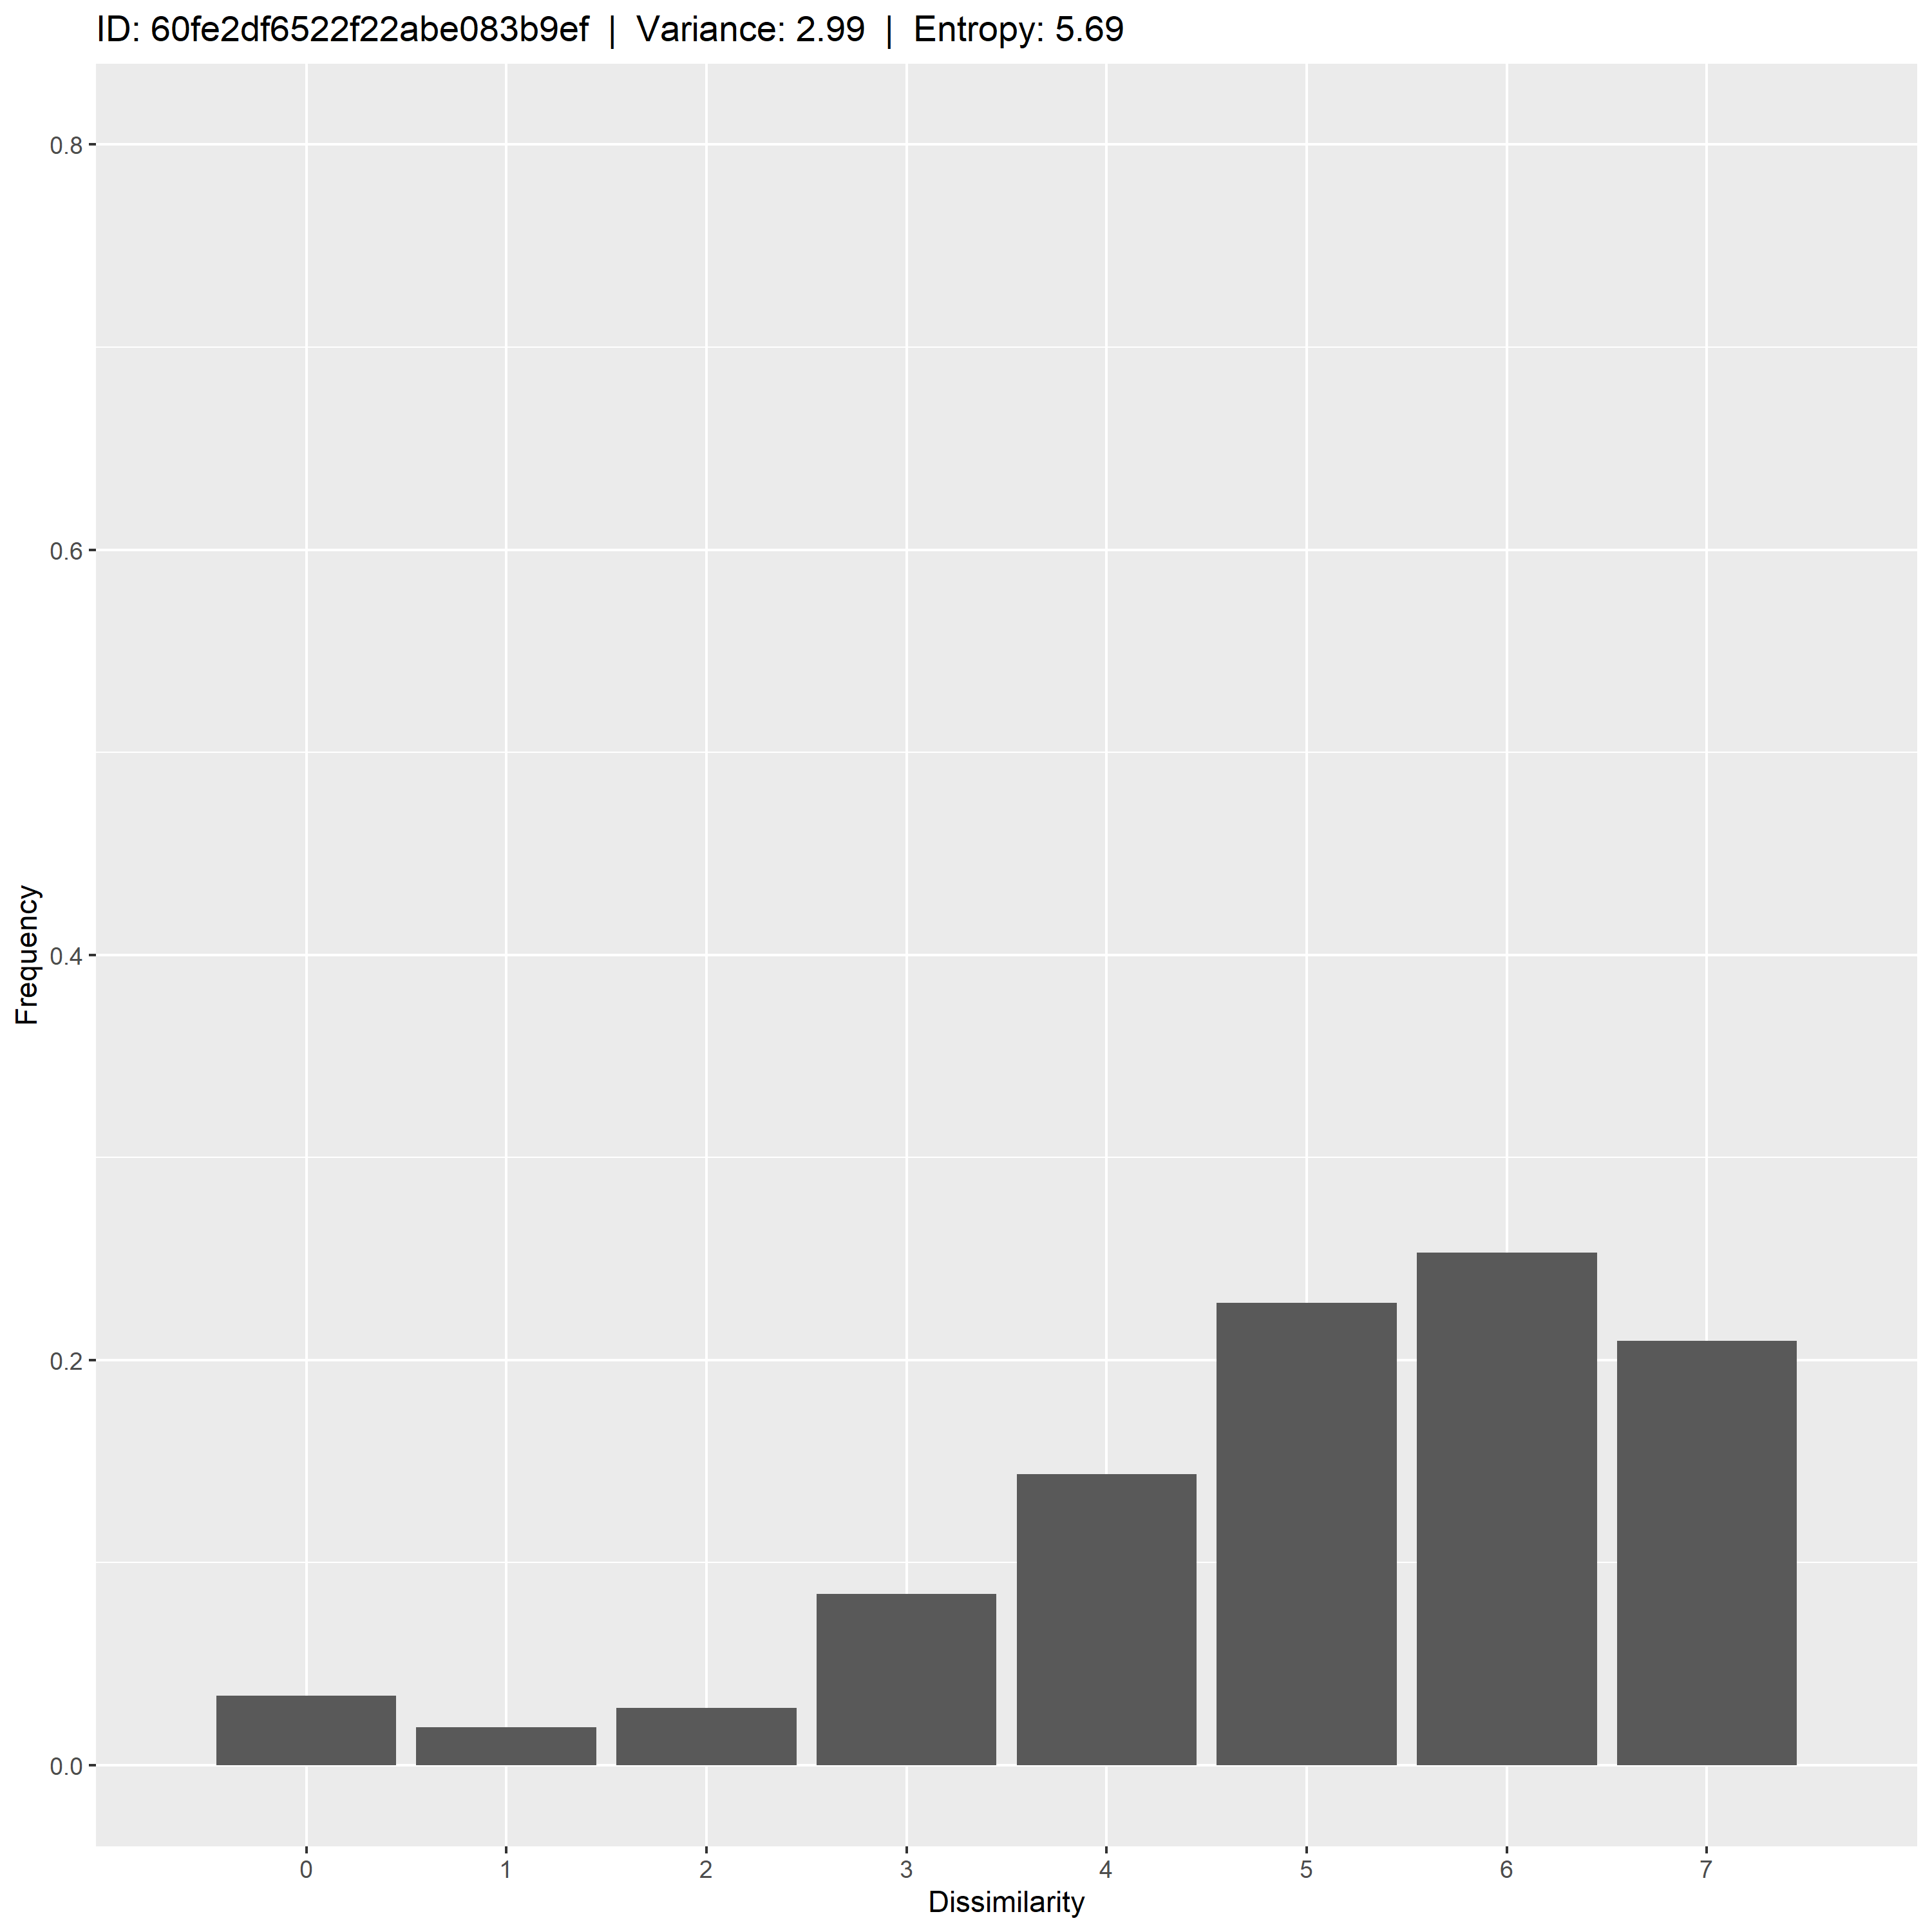 ID: 60fe2df6522f22abe083b9ef | Variance: 2.99 | Entropy: 5.69
0.8
0.6
0.4
0.2
0.0
Frequency
0 1 2 3 4 5 6 7
Dissimilarity